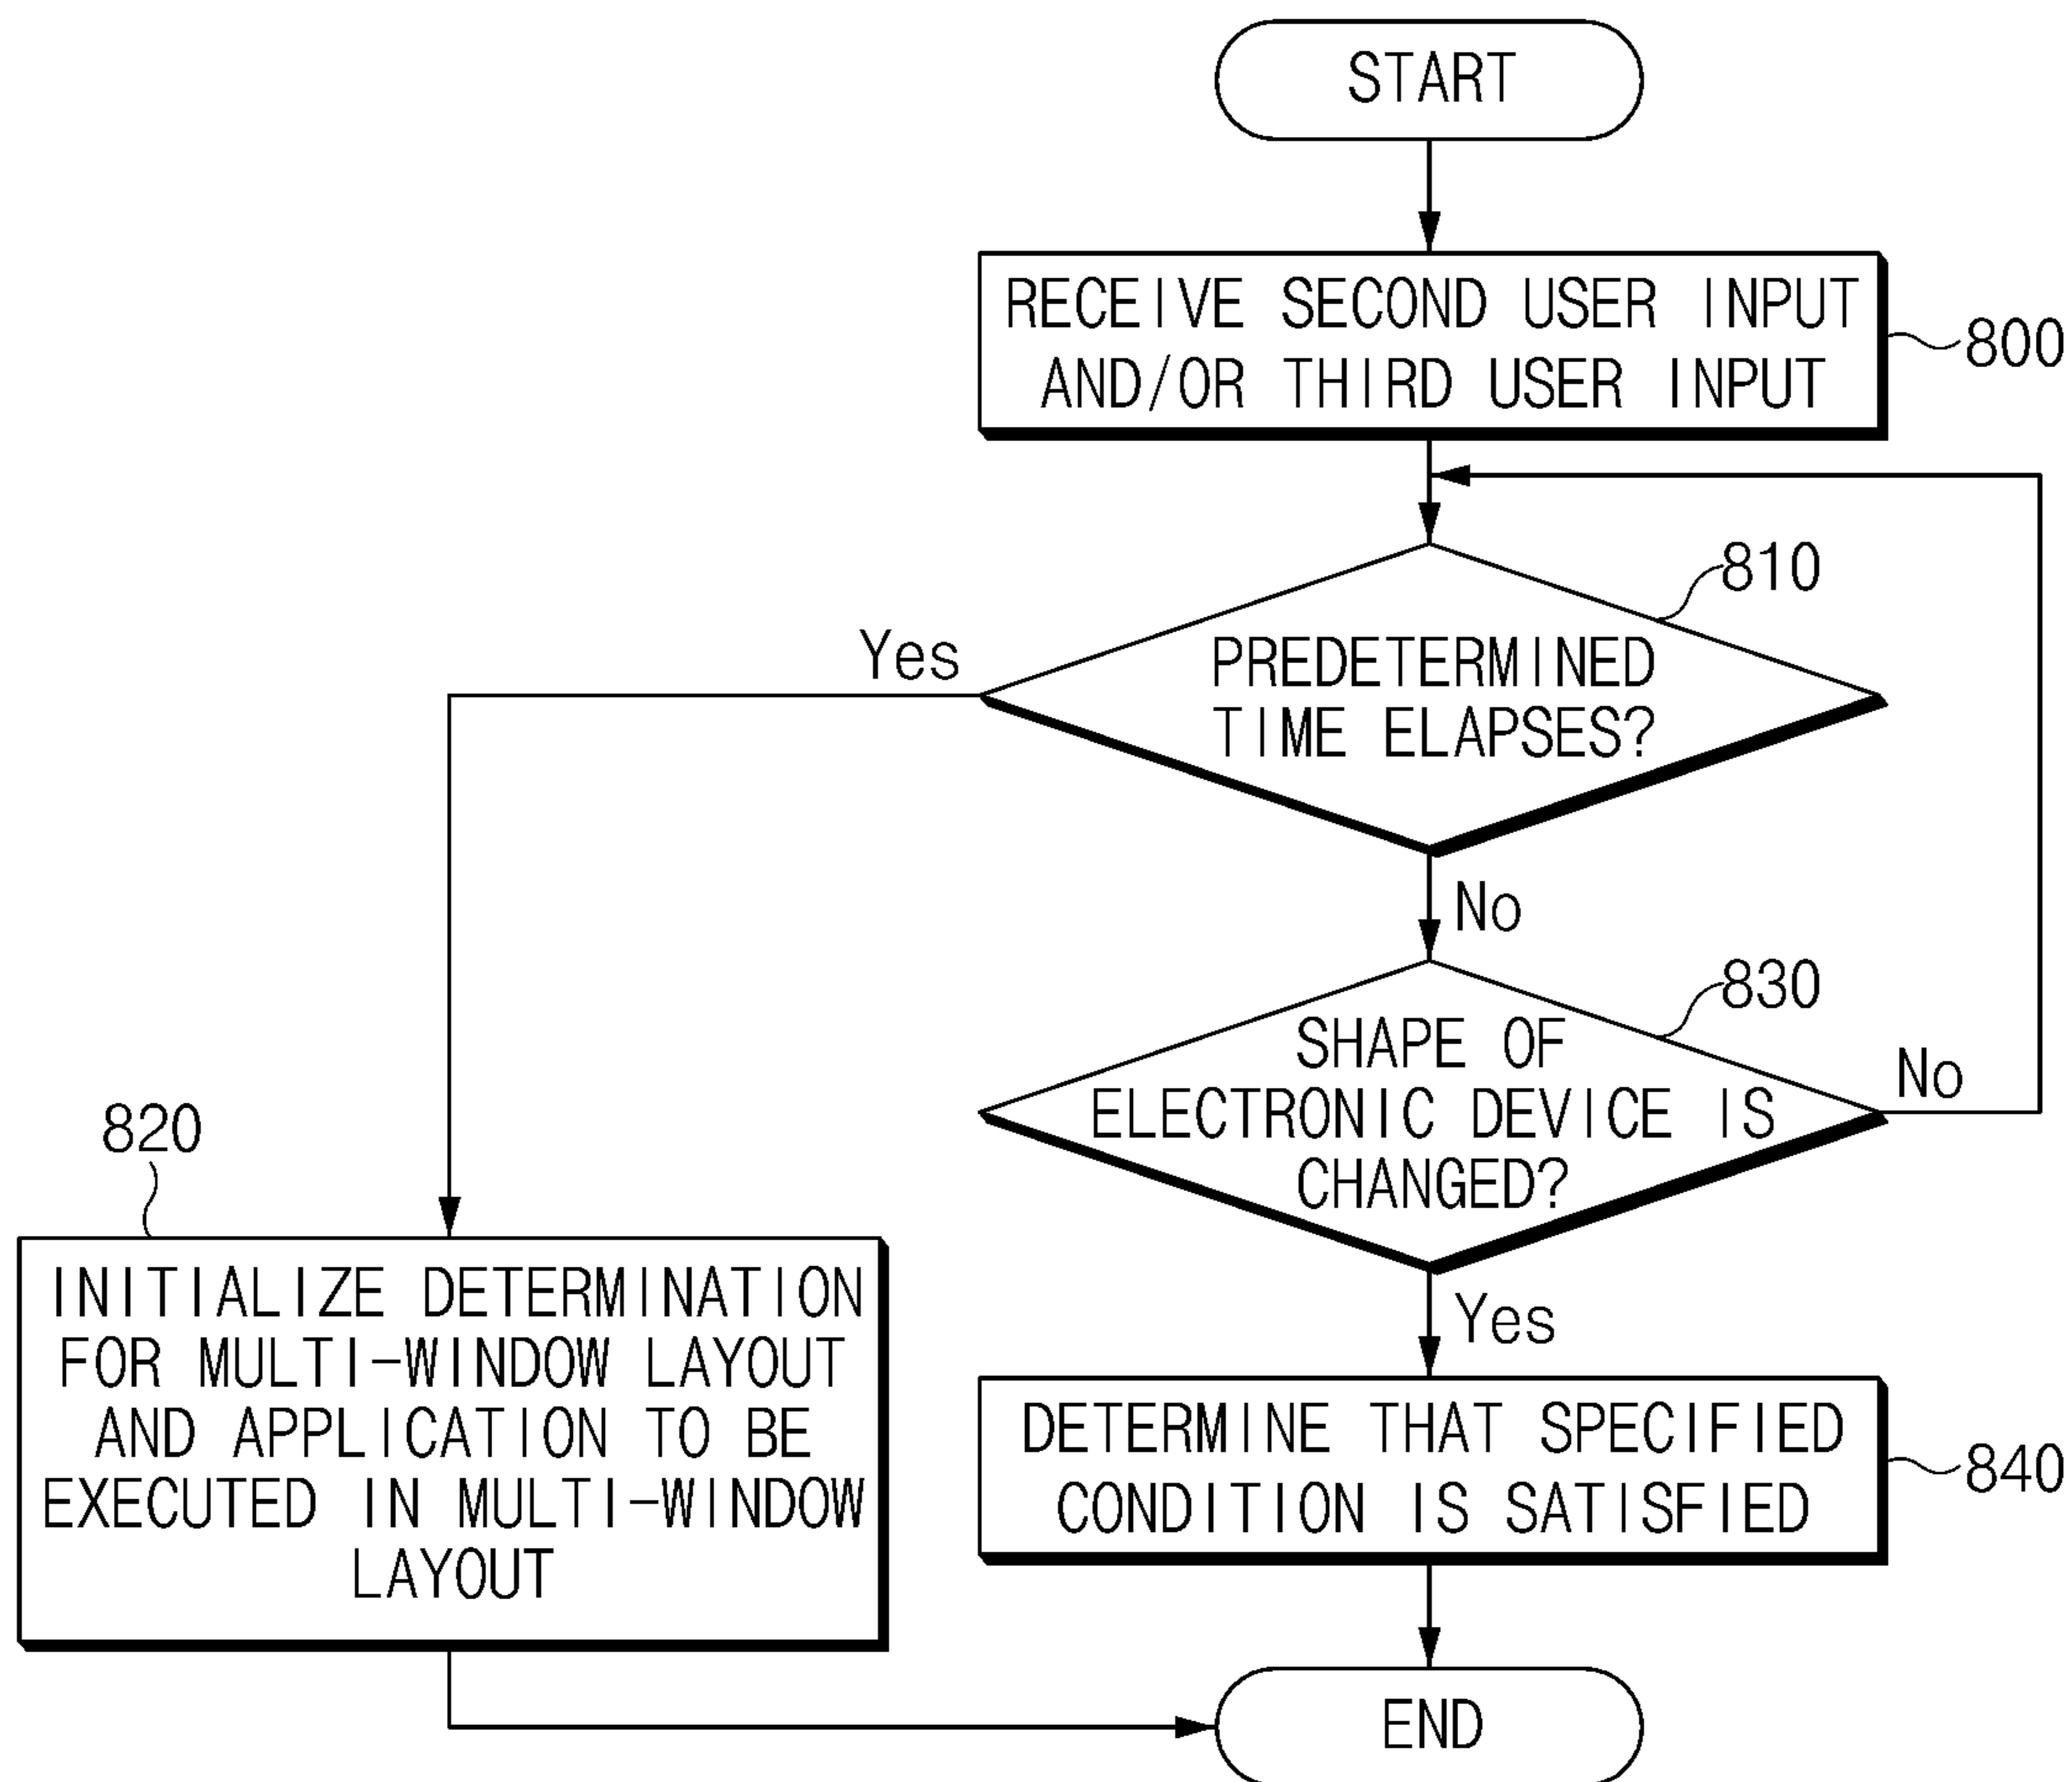 START
RECEIVE SECOND USER INPUT
AND/OR THIRD USER INPUT
800
810
PREDETERMINED
TIME ELAPSES?
Yes
No
830
SHAPE OF
ELECTRONIC DEVICE IS
CHANGED?
No
Yes
820
INITIALIZE DETERMINATION
FOR MULTI-WINDOW LAYOUT
AND APPLICATION TO BE
EXECUTED IN MULTI-WINDOW
LAYOUT
DETERMINE THAT SPECIFIED
CONDITION IS SATISFIED
840
END